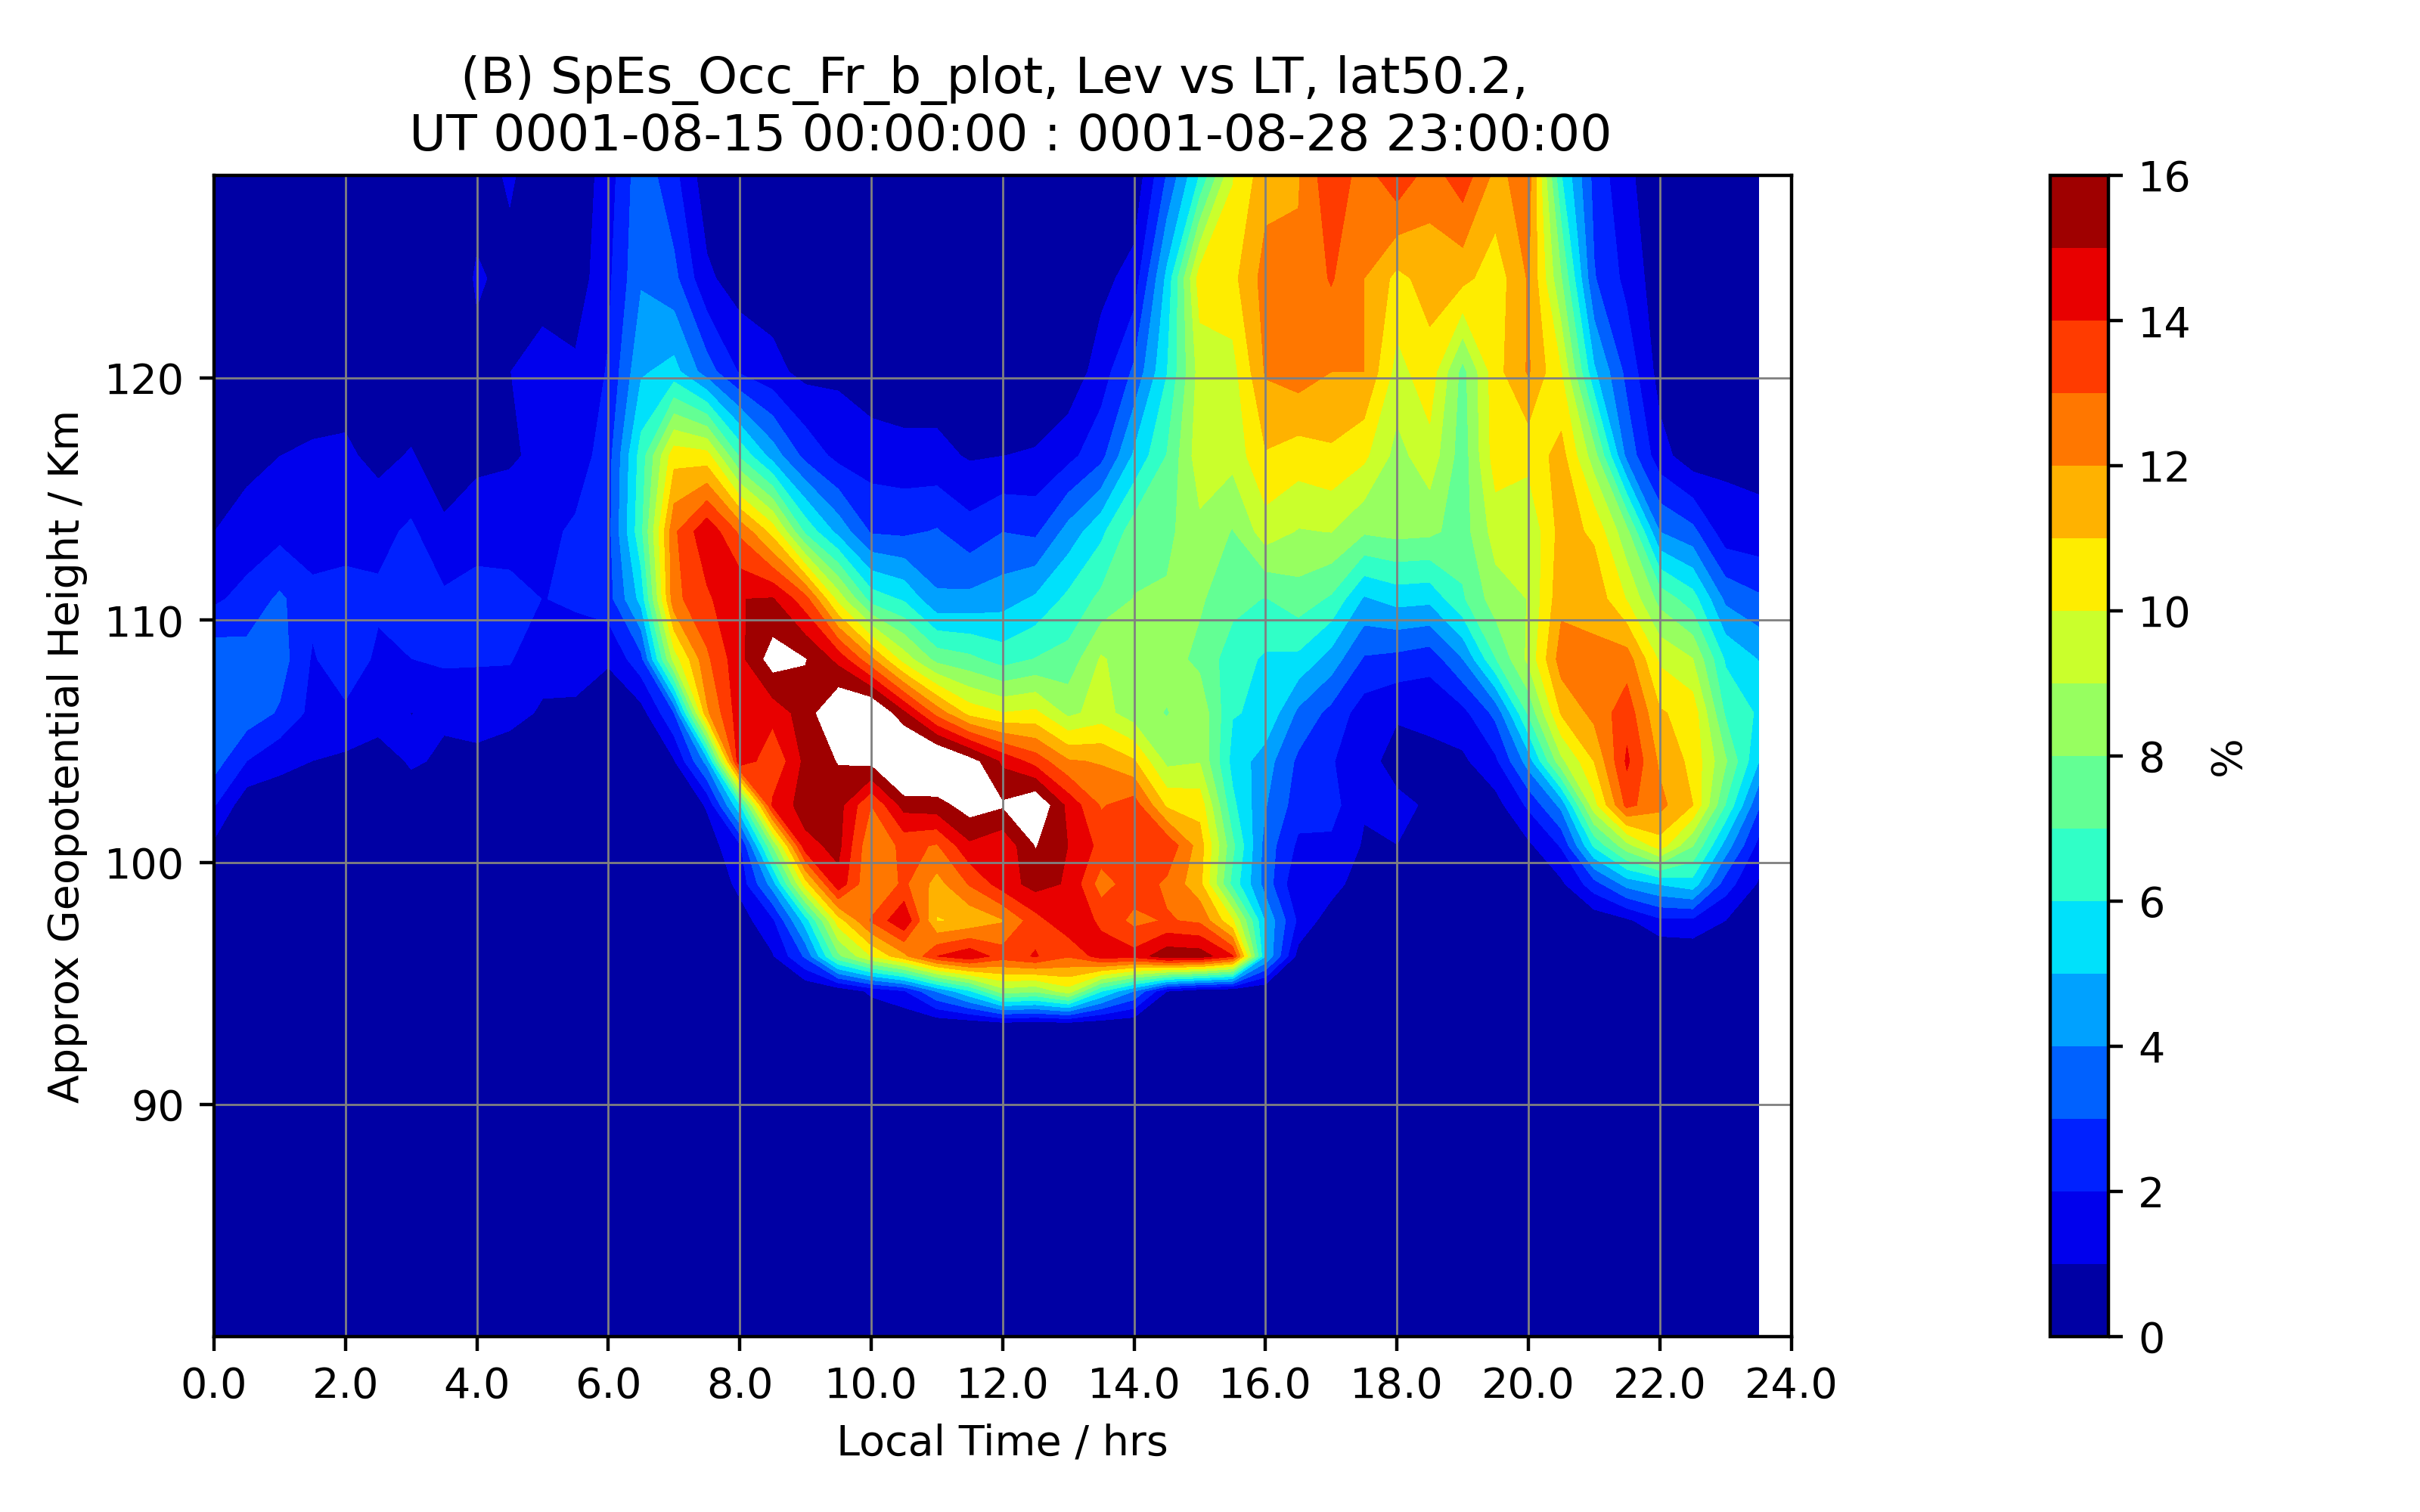 (B) SpEs_Occ_Fr_b_plot, Lev vs LT, lat50.2,
UT 0001-08-15 00:00:00 : 0001-08-28 23:00:00
Approx Geopotential Height / Km
120
110
100
90
0.0 2.0 4.0 6.0 8.0 10.0 12.0 14.0 16.0 18.0 20.0 22.0 24.0
Local Time / hrs
16
14
12
10
8
6
4
2
0
%